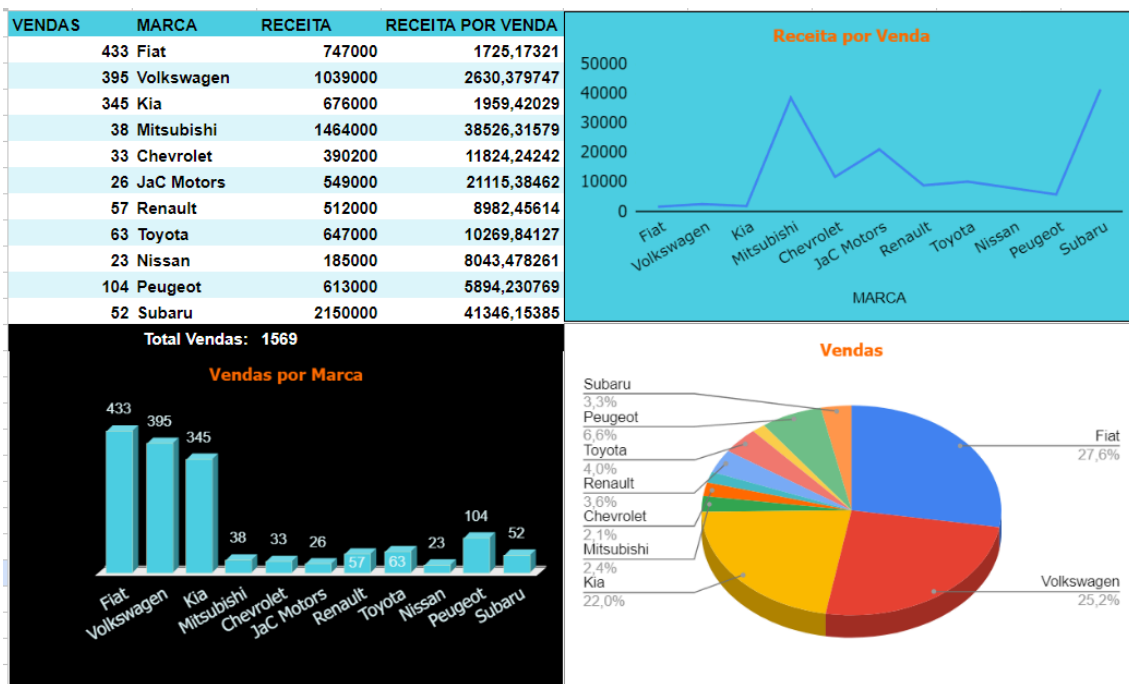 VENDAS MARCA RECEITA RECEITA POR VENDA
433 Fiat 747000 1725,17321
395 Volkswagen 1039000 2630,379747
345 Kia 676000 1959,42029
38 Mitsubishi 1464000 38526,31579
33 Chevrolet 390200 11824,24242
26 JaC Motors 549000 21115,38462
57 Renault 512000 8982,45614
63 Toyota 647000 10269,84127
23 Nissan 185000 8043,478261
104 Peugeot 613000 5894,230769
52 Subaru 2150000 41346,15385
Total Vendas: 1569
Receita por Venda
50000
40000
30000
20000
10000
0
Fiat Volkswagen Kia Mitsubishi Chevrolet JaC Motors Renault Toyota Nissan Peugeot Subaru
MARCA
Vendas por Marca
433 395 345 38 33 26 57 63 23 104 52
Fiat Volkswagen Kia Mitsubishi Chevrolet JaC Motors Renault Toyota Nissan Peugeot Subaru
Vendas
Subaru
3,3%
Peugeot
6,6%
Toyota
4,0%
Renault
3,6%
Chevrolet
2,1%
Mitsubishi
2,4%
Kia
22,0%
Fiat
27,6%
Volkswagen
25,2%